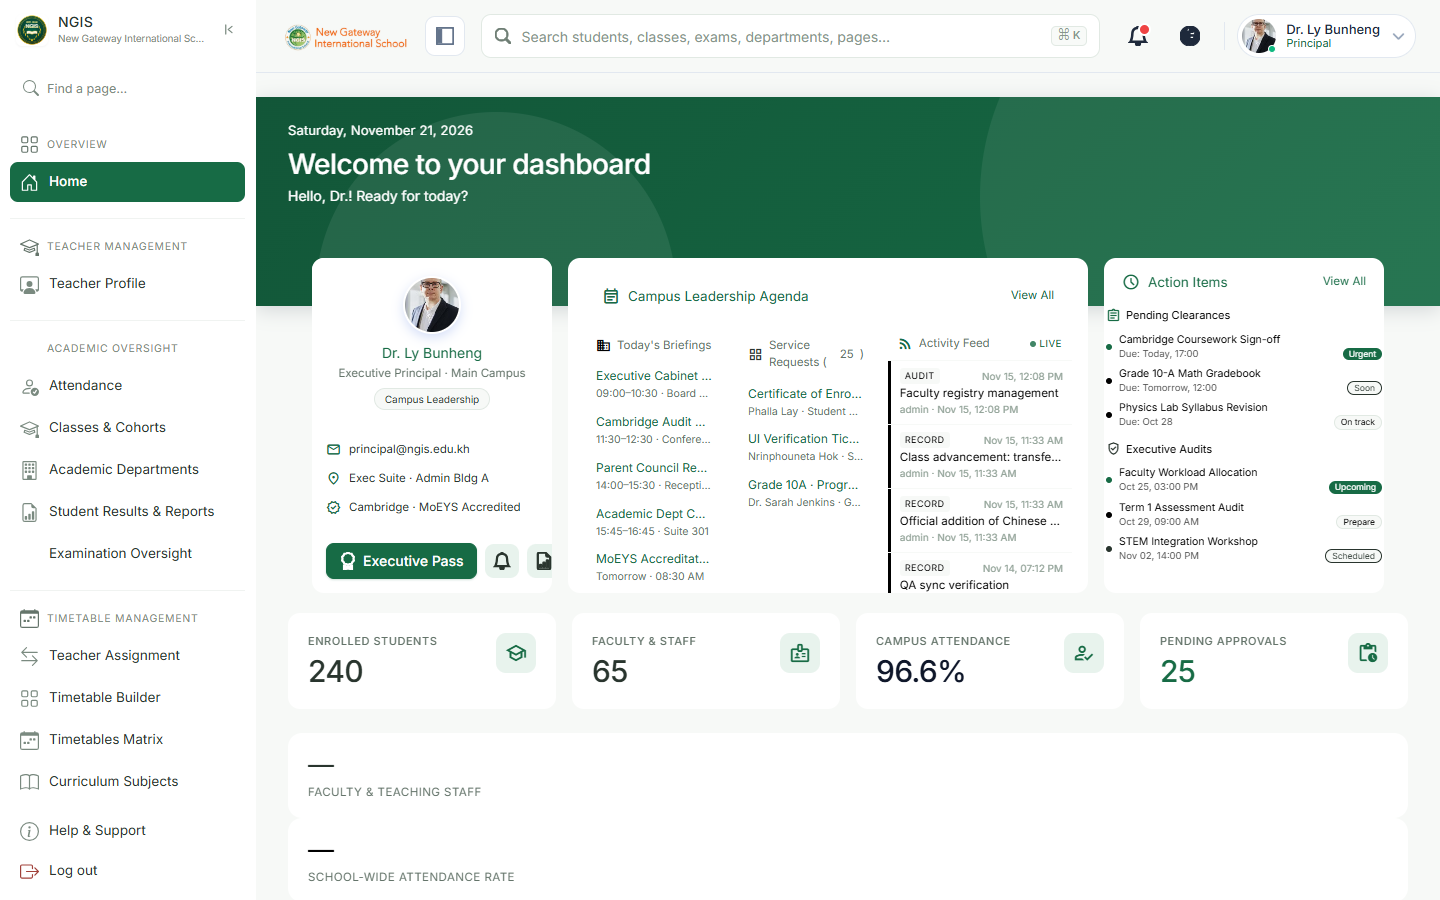 NGIS
New Gateway International Sc...
Find a page...
OVERVIEW
Home
TEACHER MANAGEMENT
Teacher Profile
ACADEMIC OVERSIGHT
Attendance
Classes & Cohorts
Academic Departments
Student Results & Reports
Examination Oversight
TIMETABLE MANAGEMENT
Teacher Assignment
Timetable Builder
Timetables Matrix
Curriculum Subjects
Help & Support
Log out
New Gateway
International School
Search students, classes, exams, departments, pages...
⌘ K
Dr. Ly Bunheng
Principal
Saturday, November 21, 2026
Welcome to your dashboard
Hello, Dr.! Ready for today?
Dr. Ly Bunheng
Executive Principal · Main Campus
Campus Leadership
principal@ngis.edu.kh
Exec Suite · Admin Bldg A
Cambridge · MoEYS Accredited
Executive Pass
Campus Leadership Agenda
View All
Today's Briefings
Executive Cabinet ...
09:00–10:30 · Board ...
Cambridge Audit ...
11:30–12:30 · Confere...
Parent Council Re...
14:00–15:30 · Recepti...
Academic Dept C...
15:45–16:45 · Suite 301
MoEYS Accreditat...
Tomorrow · 08:30 AM
Service
Requests ( 25 )
Certificate of Enro...
Phalla Lay · Student ...
UI Verification Tic...
Nrinphouneta Hok · S...
Grade 10A · Progr...
Dr. Sarah Jenkins · G...
Activity Feed
LIVE
AUDIT Nov 15, 12:08 PM
Faculty registry management
admin · Nov 15, 12:08 PM
RECORD Nov 15, 11:33 AM
Class advancement: transfe...
admin · Nov 15, 11:33 AM
RECORD Nov 15, 11:33 AM
Official addition of Chinese ...
admin · Nov 15, 11:33 AM
RECORD Nov 14, 07:12 PM
QA sync verification
Action Items
View All
Pending Clearances
Cambridge Coursework Sign-off
Due: Today, 17:00
Urgent
Grade 10-A Math Gradebook
Due: Tomorrow, 12:00
Soon
Physics Lab Syllabus Revision
Due: Oct 28
On track
Executive Audits
Faculty Workload Allocation
Oct 25, 03:00 PM
Upcoming
Term 1 Assessment Audit
Oct 29, 09:00 AM
Prepare
STEM Integration Workshop
Nov 02, 14:00 PM
Scheduled
ENROLLED STUDENTS
240
FACULTY & STAFF
65
CAMPUS ATTENDANCE
96.6%
PENDING APPROVALS
25
—
FACULTY & TEACHING STAFF
—
SCHOOL-WIDE ATTENDANCE RATE